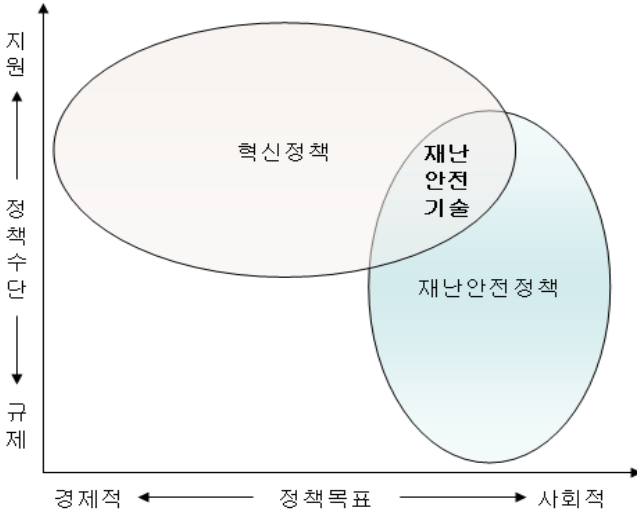 지원
정책수단
규제
혁신정책
재난
안전
기술
재난안전정책
경제적
정책목표
사회적